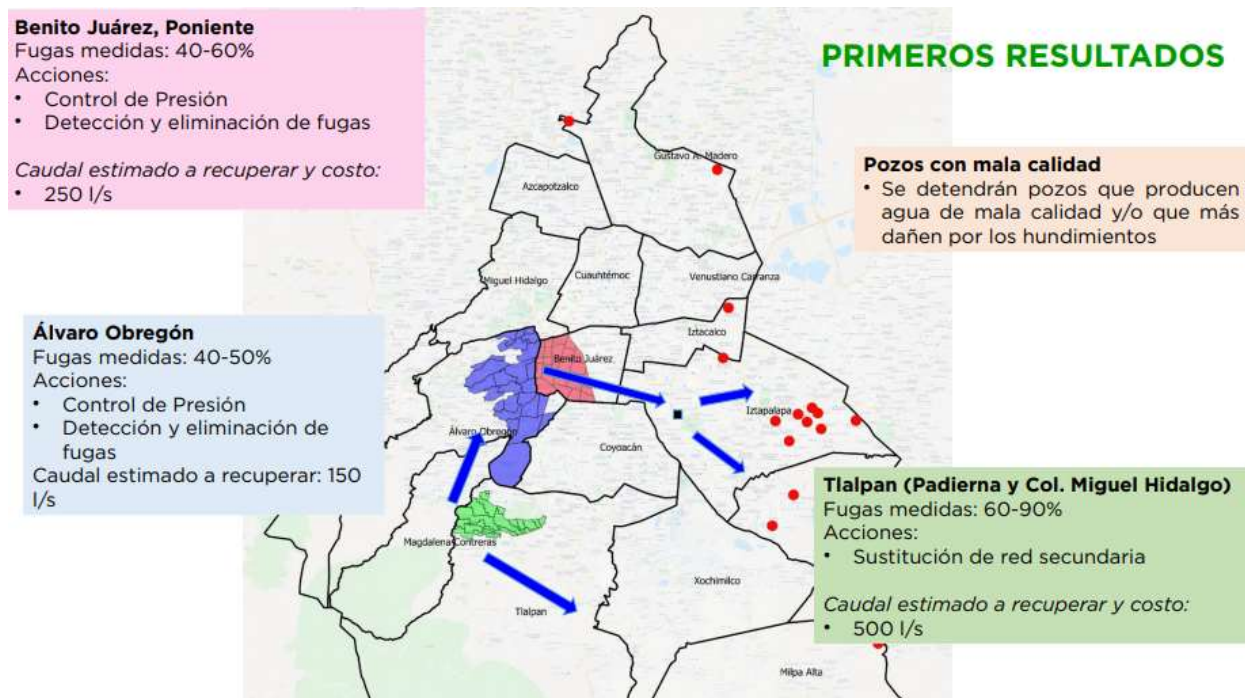 PRIMEROS RESULTADOS
Benito Juárez, Poniente
Fugas medidas: 40-60%
Acciones:
• Control de Presión
• Detección y eliminación de fugas
Caudal estimado a recuperar y costo:
• 250 l/s
Pozos con mala calidad
• Se detendrán pozos que producen
agua de mala calidad y/o que más
dañen por los hundimientos
Álvaro Obregón
Fugas medidas: 40-50%
Acciones:
• Control de Presión
• Detección y eliminación de
fugas
Caudal estimado a recuperar: 150
l/s
Tlalpan (Padierna y Col. Miguel Hidalgo)
Fugas medidas: 60-90%
Acciones:
• Sustitución de red secundaria
Caudal estimado a recuperar y costo:
• 500 l/s
Gustavo A. Madero
Azcapotzalco
Miguel Hidalgo
Cuauhtémoc
Venustiano Carranza
Iztacalco
Benito Juárez
Iztapalapa
Álvaro Obregón
Coyoacán
Magdalena Contreras
Xochimilco
Tlalpan
Milpa Alta